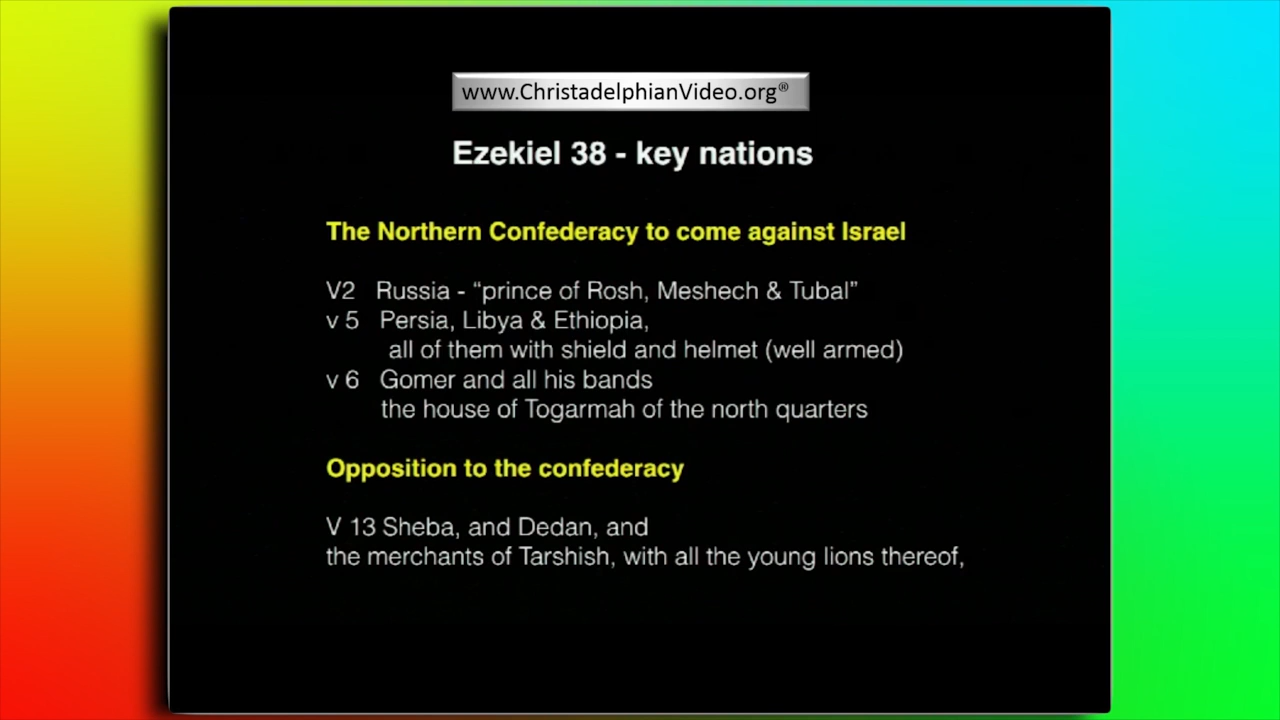 www.ChristadelphianVideo.org®
Ezekiel 38 - key nations
The Northern Confederacy to come against Israel
V2 Russia - “prince of Rosh, Meshech & Tubal”
v 5 Persia, Libya & Ethiopia,
all of them with shield and helmet (well armed)
v 6 Gomer and all his bands
the house of Togarmah of the north quarters
Opposition to the confederacy
V 13 Sheba, and Dedan, and
the merchants of Tarshish, with all the young lions thereof,